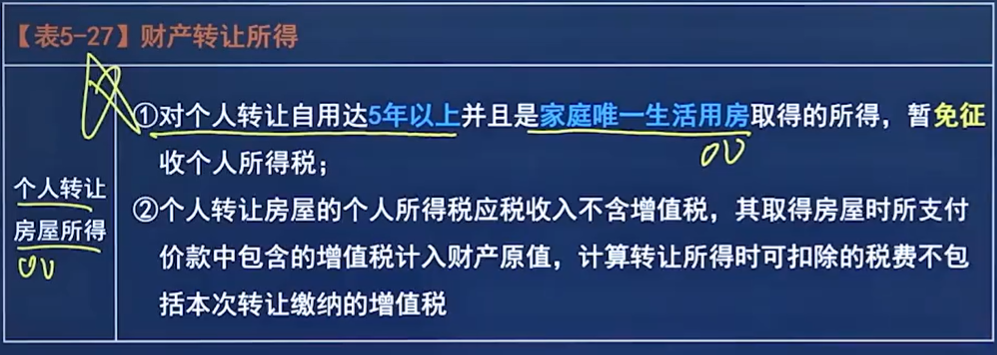 【表5-27】财产转让所得
①对个人转让自用达5年以上并且是家庭唯一生活用房取得的所得，暂免征
收个人所得税；
个人转让
房屋所得
②个人转让房屋的个人所得税应税收入不含增值税，其取得房屋时所支付
价款中包含的增值税计入财产原值，计算转让所得时可扣除的税费不包
括本次转让缴纳的增值税